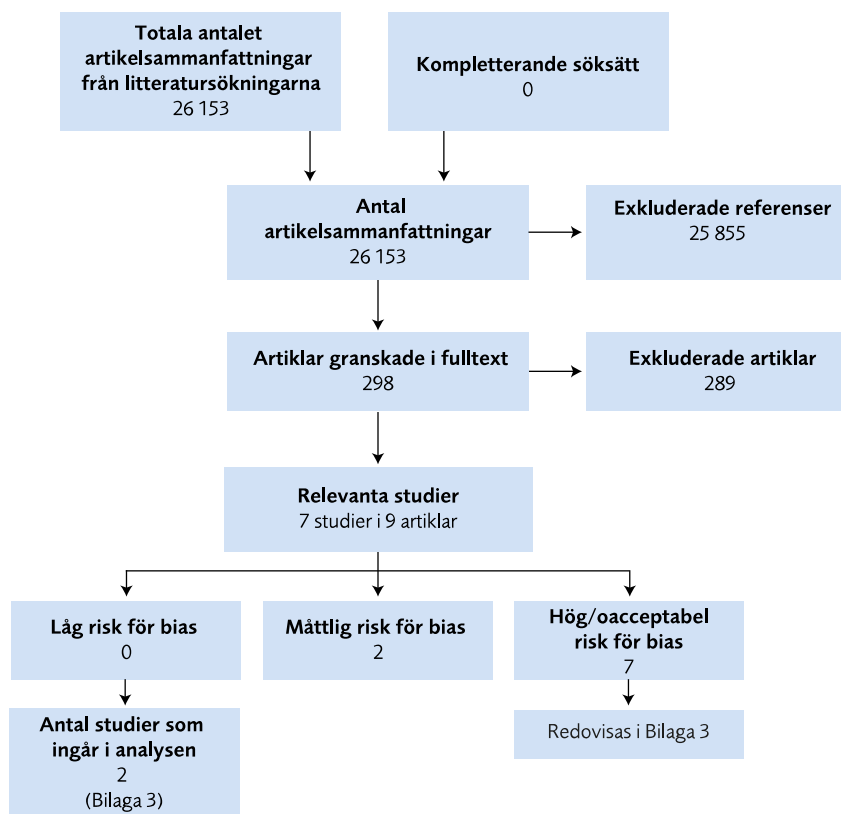 Totala antalet
artikelsammanfattningar
från litteratursökningarna
26 153
Kompletterande söksätt
0
Antal
artikelsammanfattningar
26 153
Exkluderade referenser
25 855
Artiklar granskade i fulltext
298
Exkluderade artiklar
289
Relevanta studier
7 studier i 9 artiklar
Låg risk för bias
0
Måttlig risk för bias
2
Hög/oacceptabel
risk för bias
7
Antal studier som
ingår i analysen
2
(Bilaga 3)
Redovisas i Bilaga 3